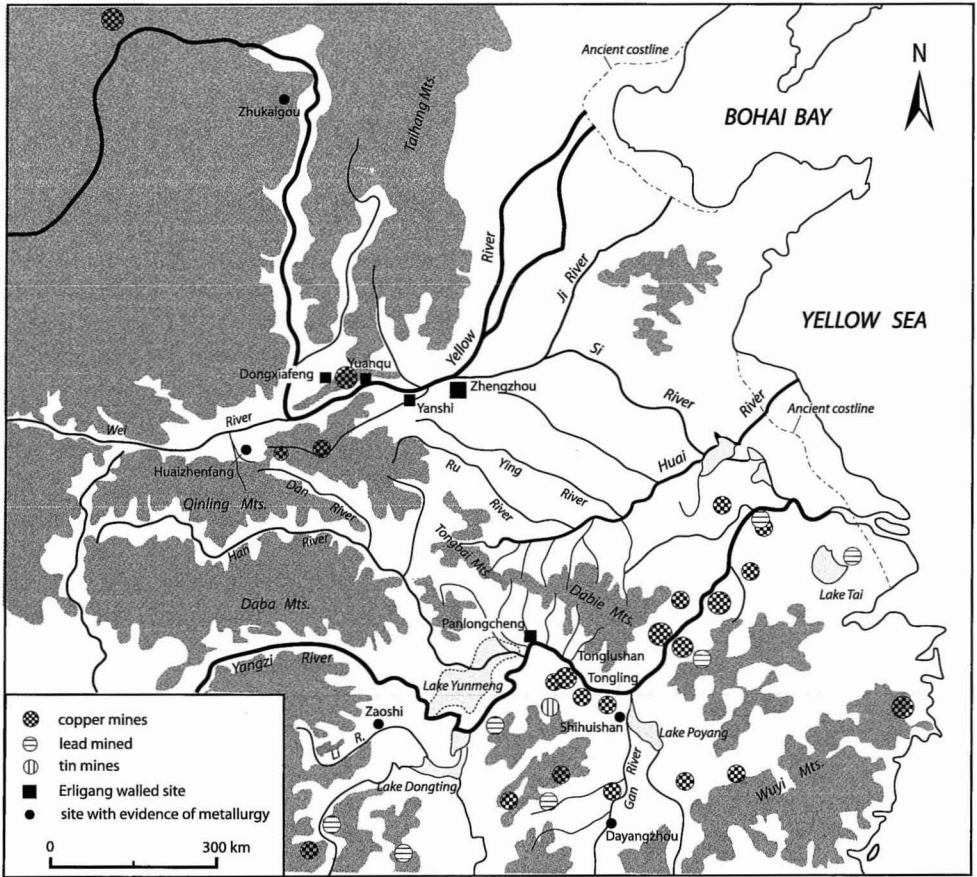 Ancient costline
N
BOHAI BAY
Zhukaigou
Taihang Mts.
River
Ji River
YELLOW SEA
Yellow
Si
River
Dongxiafeng
Yuanqu
Zhengzhou
Yanshi
River
Ancient costline
Wei
River
Huai
Huaizhenfang
Ru
River
Ying
River
Dan
River
Qinling Mts.
Han
River
Tongbai Mts.
Daba Mts.
Dabie Mts.
Lake Tai
Panlongcheng
Tonglushan
Tongling
Yangzi
River
Lake Yunmeng
Zaoshi
Shihuishan
Lake Poyang
Li
R.
River
Gan
Wuyi
Mts.
Lake Dongting
Dayangzhou
copper mines
lead mined
tin mines
Erligang walled site
site with evidence of metallurgy
0
300 km